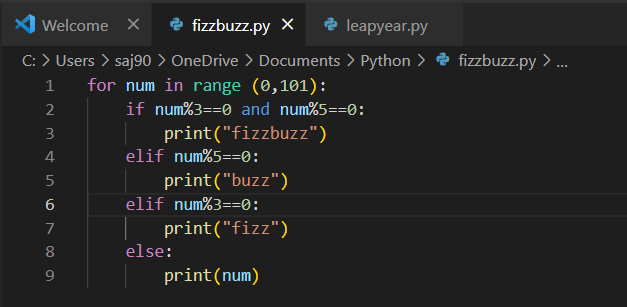 Welcome fizzbuzz.py leapyear.py
C: > Users > saj90 > OneDrive > Documents > Python > fizzbuzz.py > ...
1 for num in range (0,101):
2     if num%3==0 and num%5==0:
3         print("fizzbuzz")
4     elif num%5==0:
5         print("buzz")
6     elif num%3==0:
7         print("fizz")
8     else:
9         print(num)